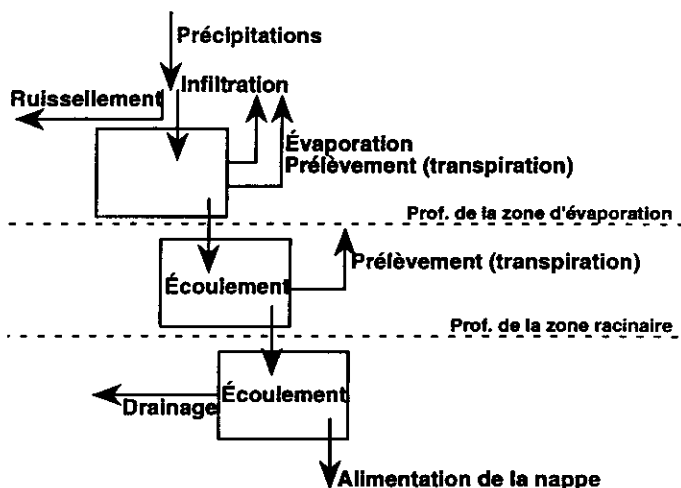 Précipitations
Infiltration
Ruissellement
Évaporation
Prélèvement (transpiration)
Prof. de la zone d'évaporation
Écoulement
Prélèvement (transpiration)
Prof. de la zone racinaire
Écoulement
Drainage
Alimentation de la nappe